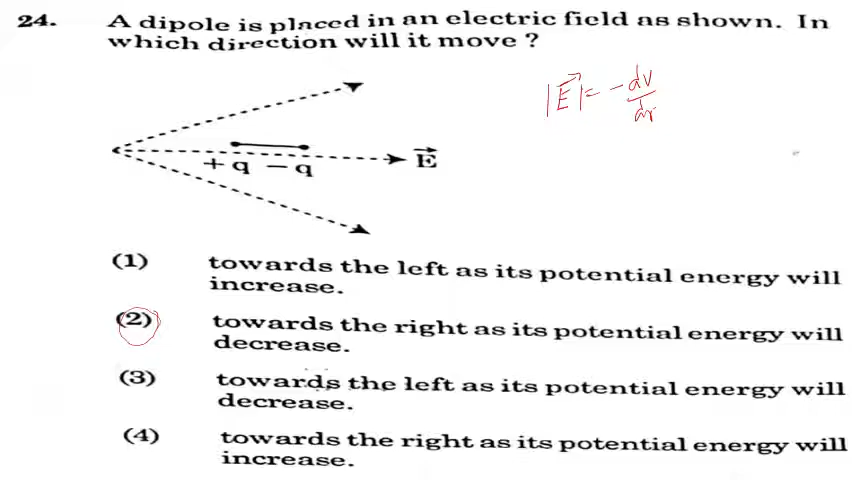 24. A dipole is placed in an electric field as shown. In
which direction will it move ?
|E⃗|= -dv/dr
+q -q E⃗
(1) towards the left as its potential energy will
increase.
(2) towards the right as its potential energy will
decrease.
(3) towards the left as its potential energy will
decrease.
(4) towards the right as its potential energy will
increase.